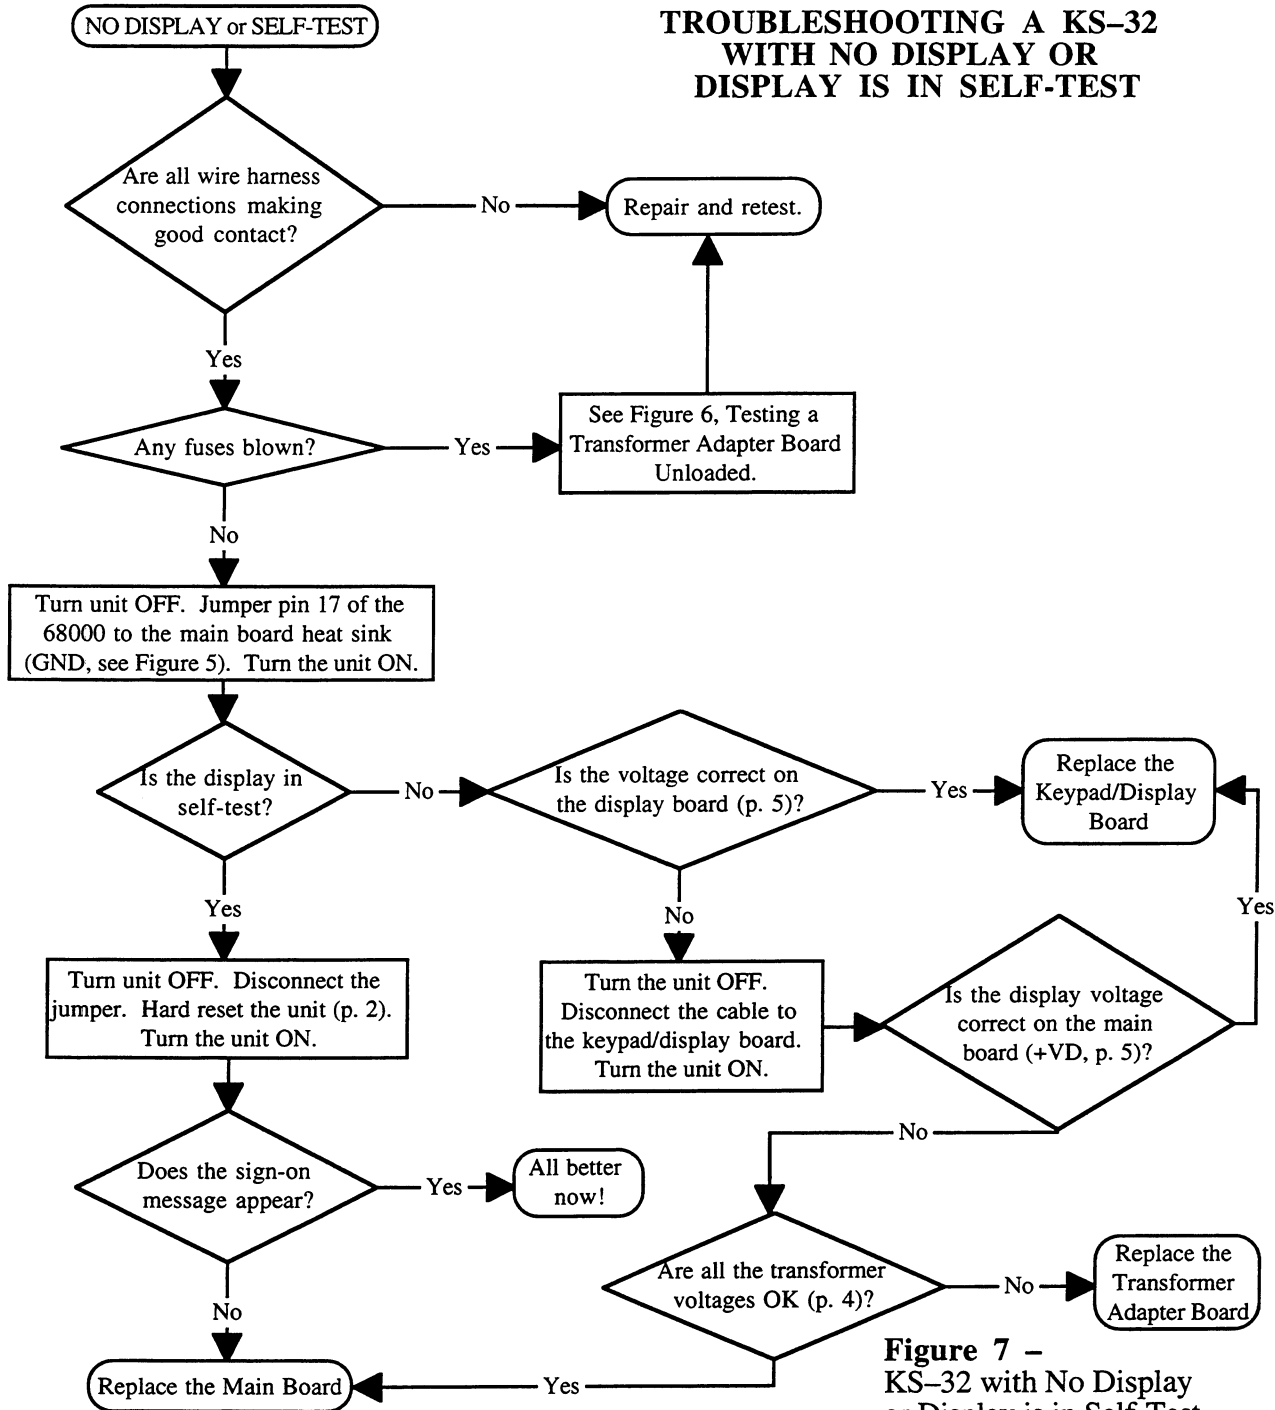 NO DISPLAY or SELF-TEST
TROUBLESHOOTING A KS–32
WITH NO DISPLAY OR
DISPLAY IS IN SELF-TEST
Are all wire harness
connections making
good contact?
No
Repair and retest.
Yes
Any fuses blown?
Yes
See Figure 6, Testing a
Transformer Adapter Board
Unloaded.
No
Turn unit OFF. Jumper pin 17 of the
68000 to the main board heat sink
(GND, see Figure 5). Turn the unit ON.
Is the display in
self-test?
No
Is the voltage correct on
the display board (p. 5)?
Yes
Replace the
Keypad/Display
Board
Yes
No
Yes
Turn unit OFF. Disconnect the
jumper. Hard reset the unit (p. 2).
Turn the unit ON.
Turn the unit OFF.
Disconnect the cable to
the keypad/display board.
Turn the unit ON.
Is the display voltage
correct on the main
board (+VD, p. 5)?
No
Does the sign-on
message appear?
Yes
All better
now!
Are all the transformer
voltages OK (p. 4)?
No
Replace the
Transformer
Adapter Board
No
Replace the Main Board
Yes
Figure 7 –
KS–32 with No Display
or Display is in Self-Test